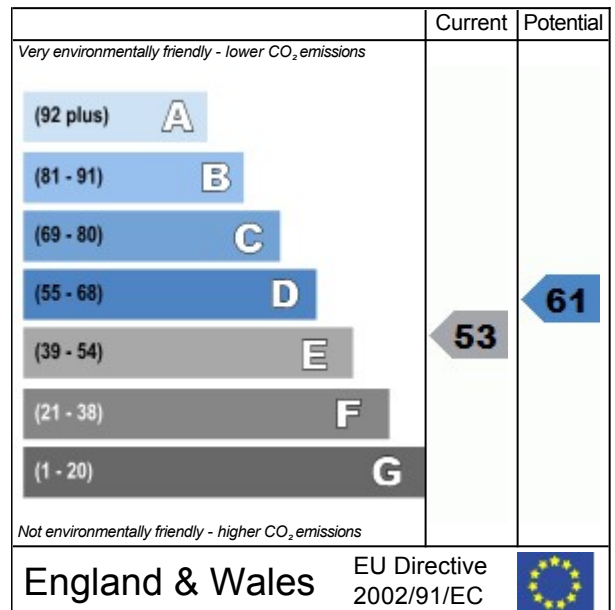 Current Potential
Very environmentally friendly - lower CO₂ emissions
(92 plus) A
(81 - 91) B
(69 - 80) C
(55 - 68) D
61
53
(39 - 54) E
(21 - 38) F
(1 - 20) G
Not environmentally friendly - higher CO₂ emissions
England & Wales
EU Directive
2002/91/EC